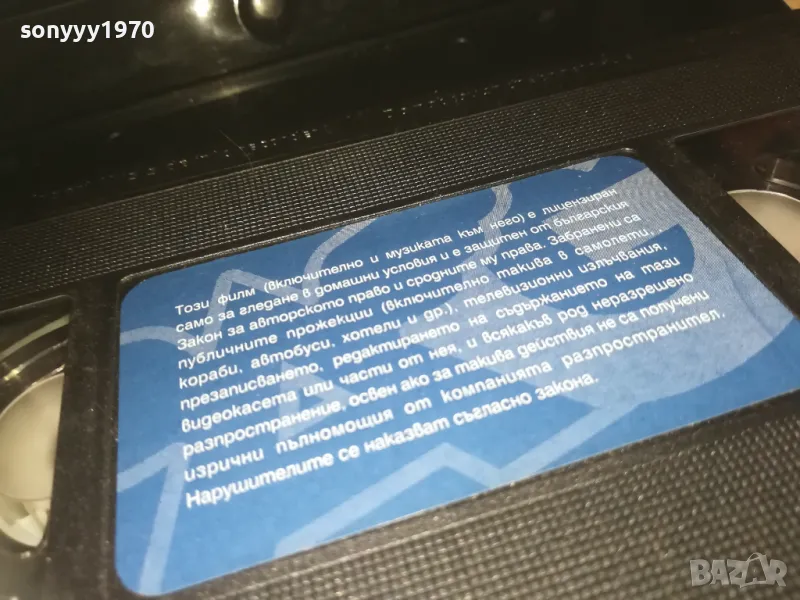 sonyyy1970
Този филм (включително и музиката към него) е лицензиран
само за гледане в домашни условия и е защитен от българския
Закон за авторското право и сродните му права. Забранени са
публичните прожекции (включително такива в самолети,
кораби, автобуси, хотели и др.), телевизионни излъчвания,
презаписването, редактирането на съдържанието на тази
видеокасета или части от нея, и всякакъв род неразрешено
разпространение, освен ако за такива действия не са получени
изрични пълномощия от компанията разпространител.
Нарушителите се наказват съгласно закона.
BAZAR